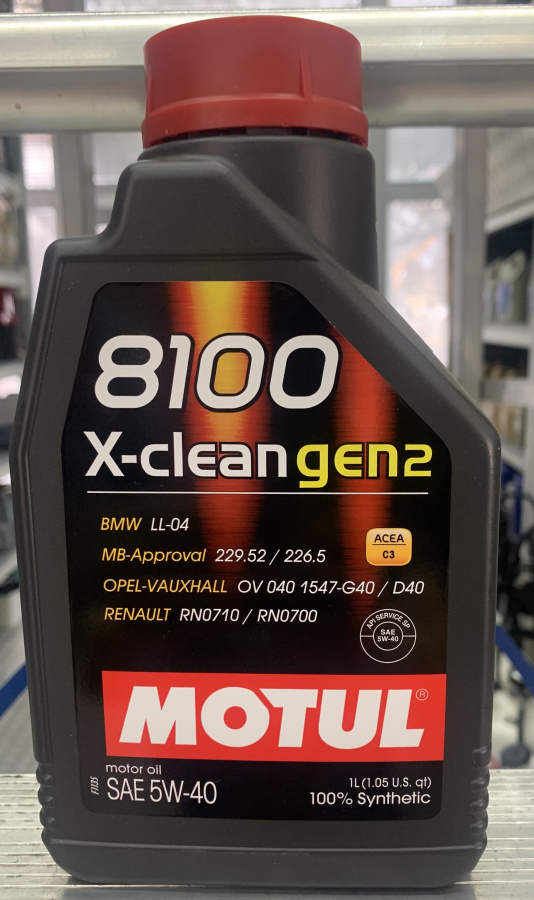 8100
X-clean gen2
BMW LL-04
MB-Approval 229.52 / 226.5
ACEA
C3
OPEL-VAUXHALL OV 040 1547-G40 / D40
RENAULT RN0710 / RN0700
API SERVICE SP
SAE
5W-40
MOTUL®
motor oil
SAE 5W-40
1L (1.05 U.S. qt)
100% Synthetic